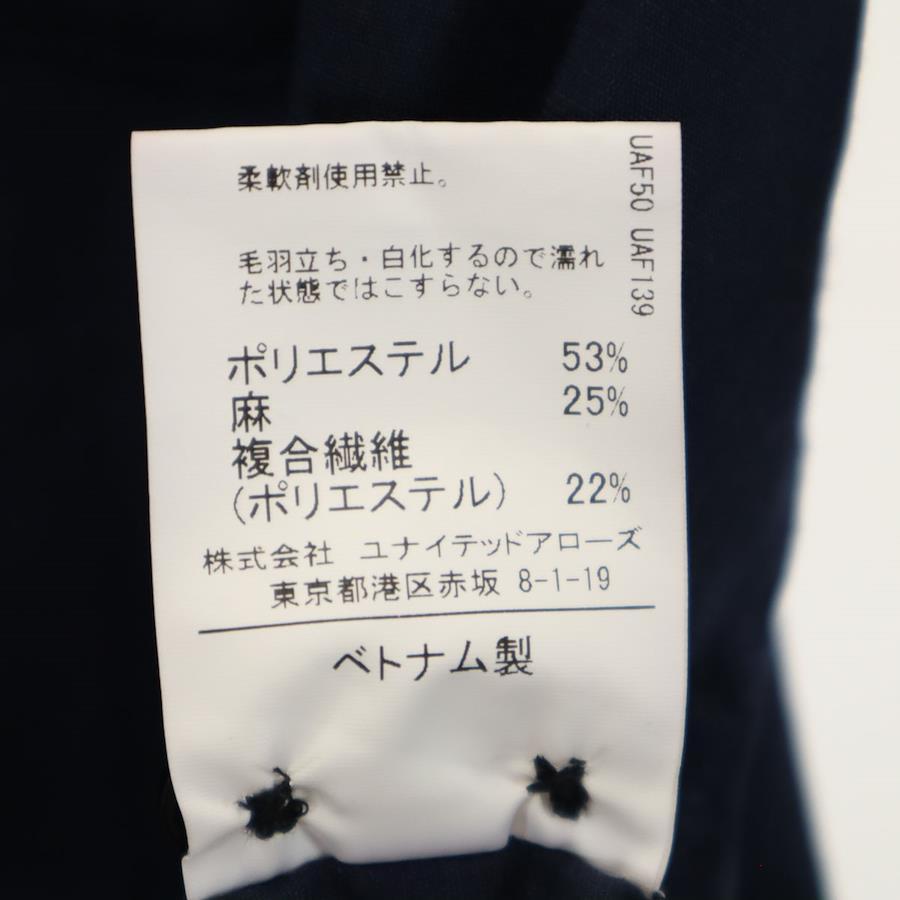 柔軟剤使用禁止。
毛羽立ち・白化するので濡れ
た状態ではこすらない。
ポリエステル 53%
麻 25%
複合繊維
(ポリエステル) 22%
株式会社 ユナイテッドアローズ
東京都港区赤坂 8-1-19
ベトナム製
UAF50 UAF139